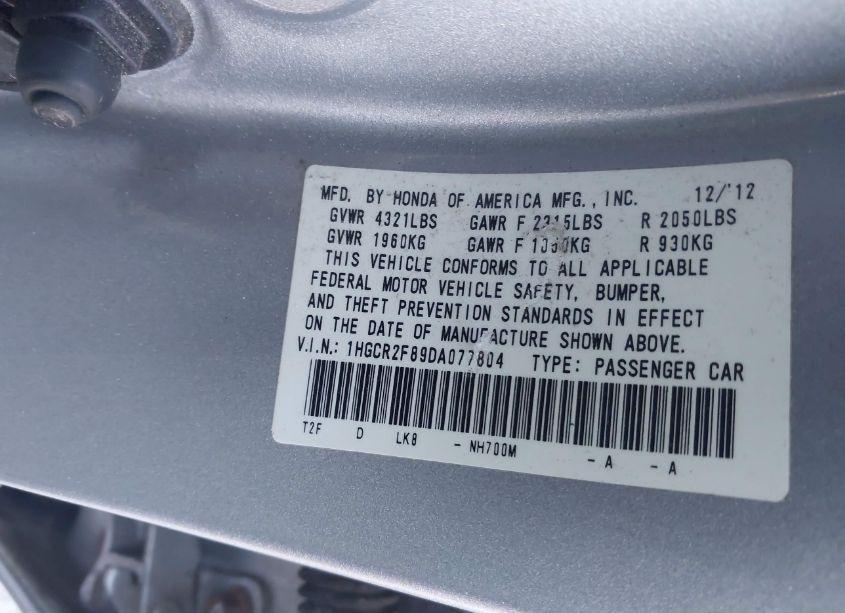 MFD. BY HONDA OF AMERICA MFG., INC. 12/'12
GVWR 4321LBS GAWR F 2315LBS R 2050LBS
GVWR 1960KG GAWR F KG R 930KG
THIS VEHICLE CONFORMS TO ALL APPLICABLE
FEDERAL MOTOR VEHICLE SAFETY, BUMPER,
AND THEFT PREVENTION STANDARDS IN EFFECT
ON THE DATE OF MANUFACTURE SHOWN ABOVE.
V.I.N.: 1HGCR2F89DA077804 TYPE: PASSENGER CAR
T2F D LK8 - NH700M - A - A